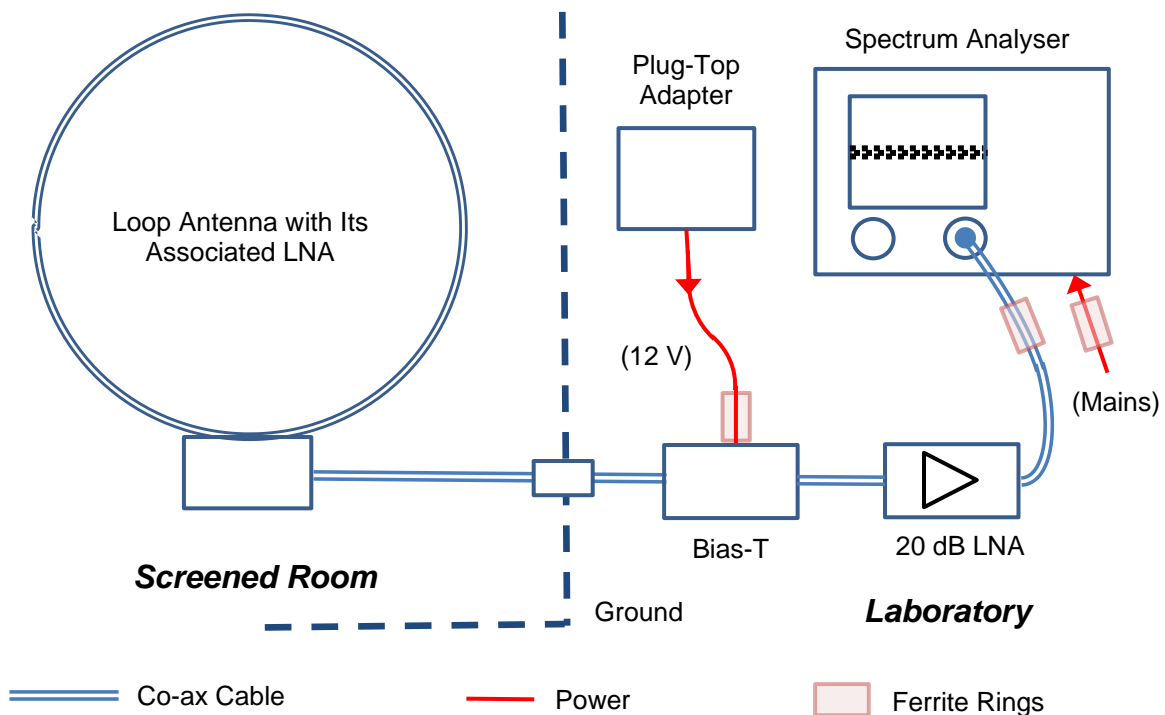 Spectrum Analyser
Plug-Top
Adapter
Loop Antenna with Its
Associated LNA
(12 V)
(Mains)
Bias-T
20 dB LNA
Screened Room
Ground
Laboratory
Co-ax Cable
Power
Ferrite Rings